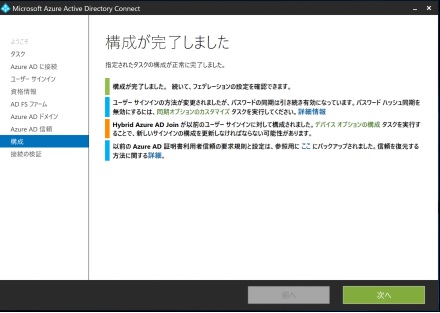 Microsoft Azure Active Directory Connect
ようこそ
タスク
Azure AD に接続
ユーザー サインイン
資格情報
AD FS ファーム
Azure AD ドメイン
Azure AD 信頼
構成
接続の検証
構成が完了しました
指定されたタスクの構成が正常に完了しました。
構成が完了しました。 続いて、フェデレーションの設定を確認できます。
ユーザー サインインの方法が変更されましたが、パスワードの同期は引き続き有効になっています。パスワード ハッシュ同期を
無効にするには、同期オプションのカスタマイズ タスクを実行してください。詳細情報
Hybrid Azure AD Join が以前のユーザー サインインに対して構成されました。デバイス オプションの構成 タスクを実行す
ることで、新しいサインインの構成を更新しなければならない可能性があります。
以前の Azure AD 証明書利用者信頼の要求規則と設定は、参照用に ここ にバックアップされました。信頼を復元する
方法に関する詳細。
前へ
次へ